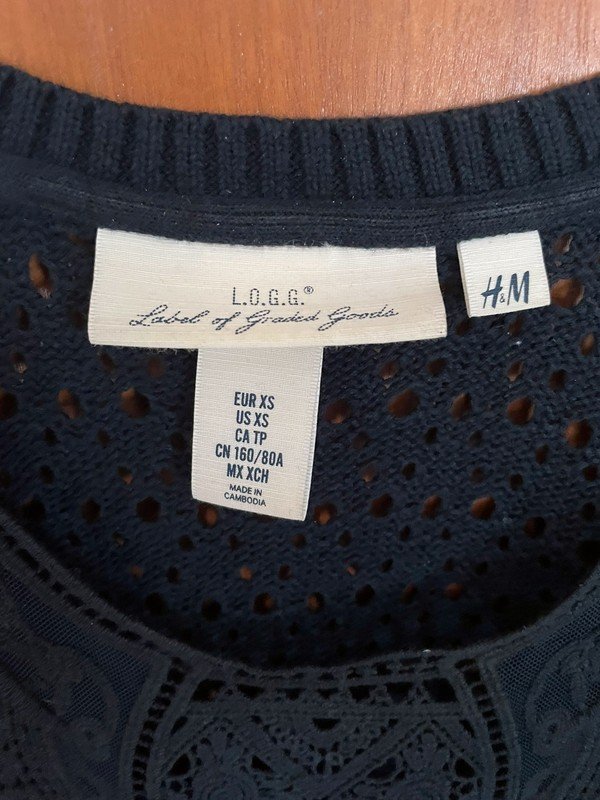 L.O.G.G.®
Label of Graded Goods
H&M
EUR XS
US XS
CA TP
CN 160/80A
MX XCH
MADE IN
CAMBODIA